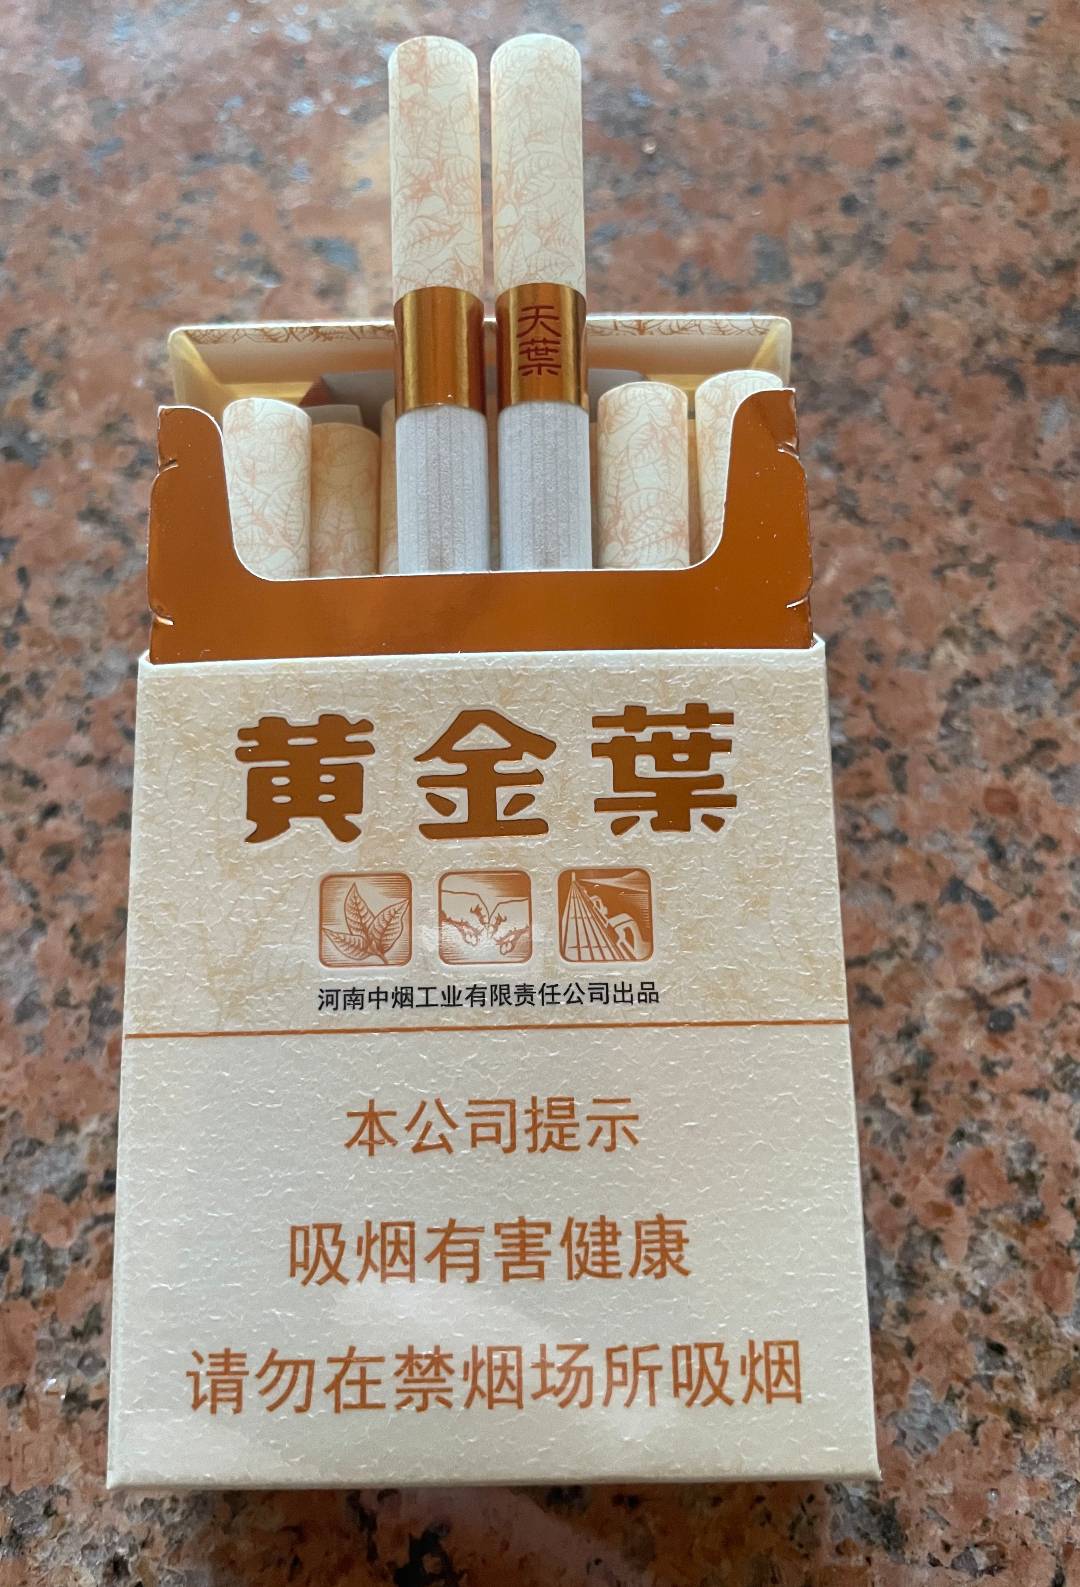 天葉
黄金葉
河南中烟工业有限责任公司出品
本公司提示
吸烟有害健康
请勿在禁烟场所吸烟